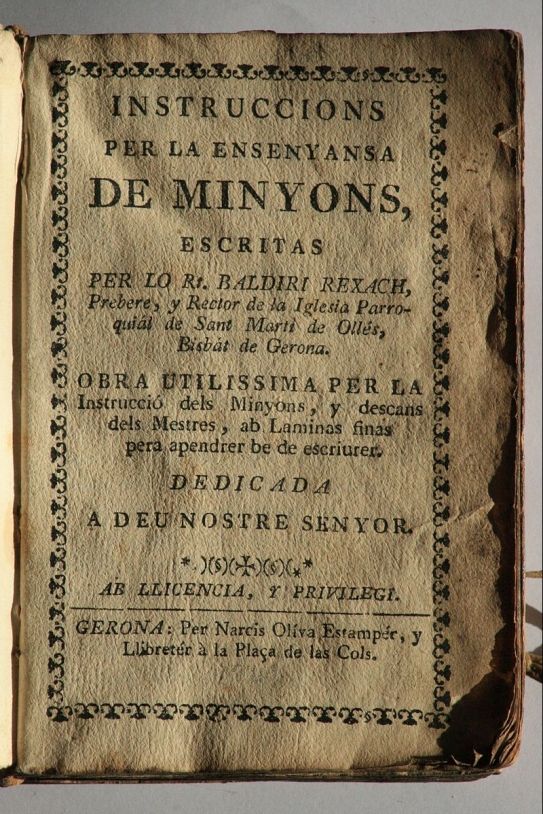 INSTRUCCIONS
PER LA ENSENYANSA
DE MINYONS,
ESCRITAS
PER LO Rt. BALDIRI REXACH,
Prebere, y Rector de la Iglesia Parro-
quiál de Sant Martí de Ollés,
Bisbát de Gerona.
OBRA UTILISSIMA PER LA
Instrucció dels Minyons, y descans
dels Mestres, ab Laminas finas
pera apendrer be de escriurer.
DEDICADA
A DEU NOSTRE SENYOR.
AB LLICENCIA, Y PRIVILEGI.
GERONA: Per Narcis Oliva Estampér, y
Llibretér à la Plaça de las Cols.